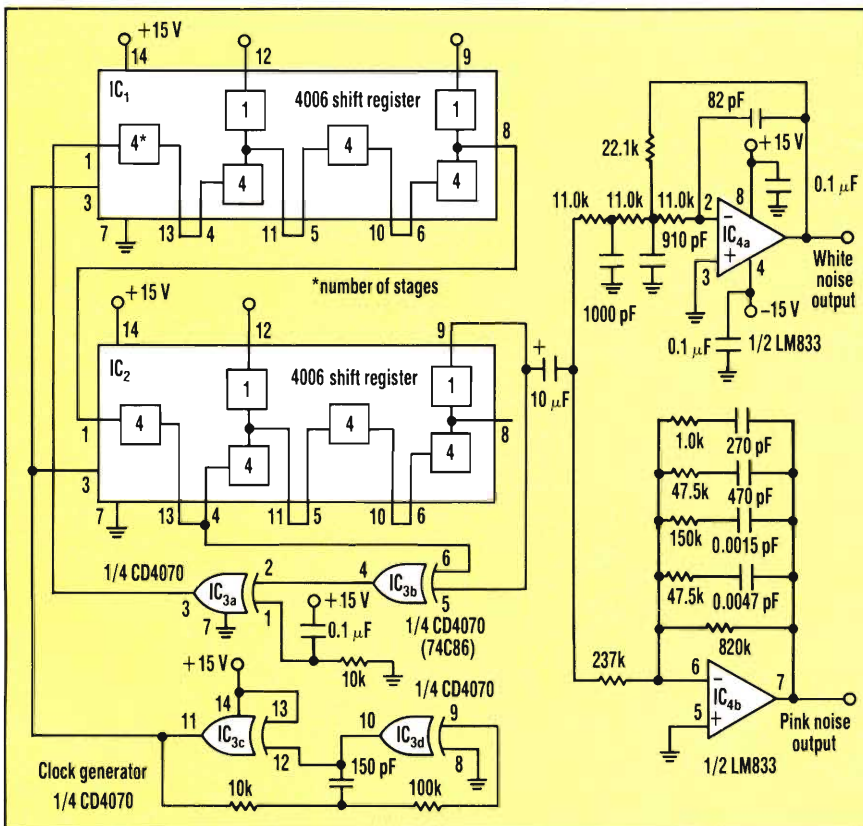 +15 V
14
12
9
IC1
4006 shift register
1
1
8
4*
4
4
4
1
3
7
13
4
11
5
10
6
*number of stages
+15 V
14
12
9
IC2
4006 shift register
1
1
8
4
4
4
4
1
3
7
13
4
11
5
10
6
+
10 µF
1/4 CD4070
2
3
IC3a
7
1
4
IC3b
6
5
1/4 CD4070
(74C86)
+15 V
0.1 µF
10k
+15 V
14
13
11
IC3c
12
1/4 CD4070
10
IC3d
9
8
150 pF
Clock generator
1/4 CD4070
10k
100k
82 pF
22.1k
+15 V
0.1 µF
11.0k
11.0k
11.0k
2
8
−
IC4a
+
3
4
910 pF
1000 pF
White
noise
output
−15 V
0.1 µF
1/2 LM833
1.0k
270 pF
47.5k
470 pF
150k
0.0015 pF
47.5k
0.0047 pF
820k
237k
6
−
IC4b
7
5
+
Pink noise
output
1/2 LM833